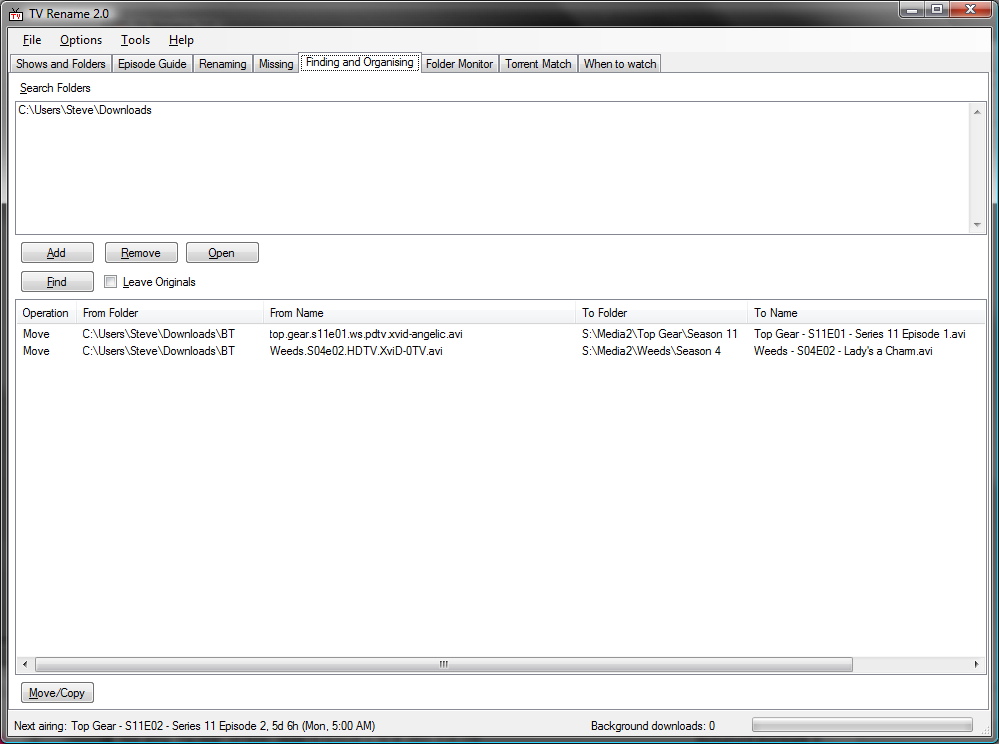 TV Rename 2.0
File Options Tools Help
Shows and Folders Episode Guide Renaming Missing Finding and Organising Folder Monitor Torrent Match When to watch
Search Folders
C:\Users\Steve\Downloads
Add Remove Open
Find Leave Originals
Operation From Folder From Name To Folder To Name
Move C:\Users\Steve\Downloads\BT top.gear.s11e01.ws.pdtv.xvid-angelic.avi S:\Media2\Top Gear\Season 11 Top Gear - S11E01 - Series 11 Episode 1.avi
Move C:\Users\Steve\Downloads\BT Weeds.S04e02.HDTV.XviD-0TV.avi S:\Media2\Weeds\Season 4 Weeds - S04E02 - Lady's a Charm.avi
Move/Copy
Next airing: Top Gear - S11E02 - Series 11 Episode 2, 5d 6h (Mon, 5:00 AM) Background downloads: 0